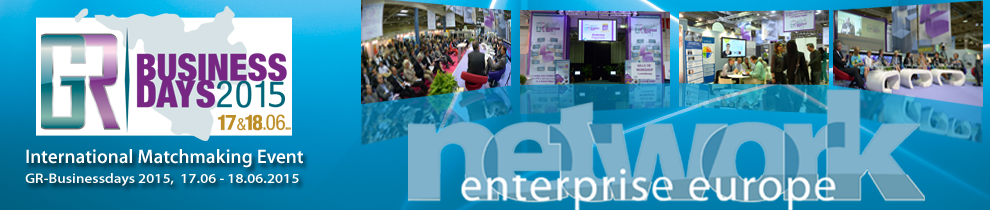 GR
BUSINESS
DAYS2015
17&18.06
International Matchmaking Event
GR-Businessdays 2015, 17.06 - 18.06.2015
network
enterprise europe